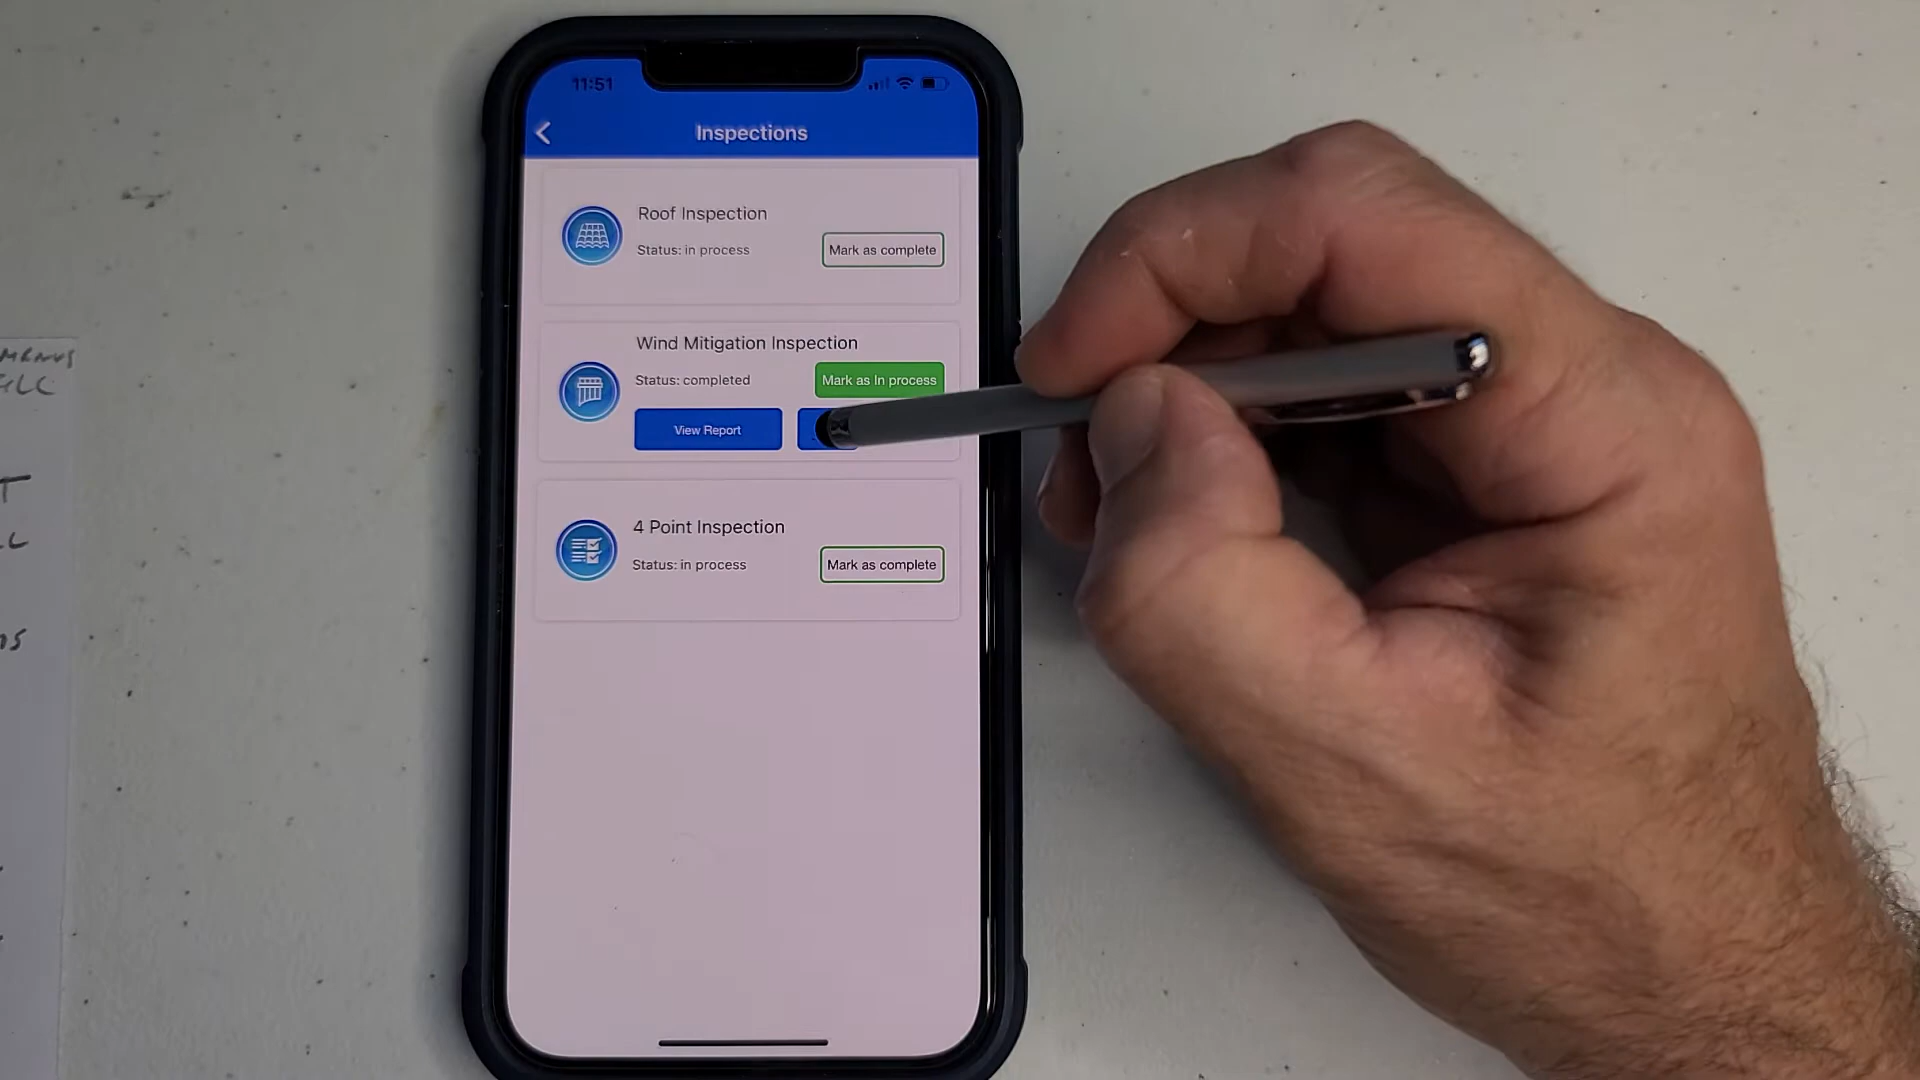 11:51
Inspections
Roof Inspection
Status: in process
Mark as complete
Wind Mitigation Inspection
Status: completed
Mark as In process
View Report
4 Point Inspection
Status: in process
Mark as complete